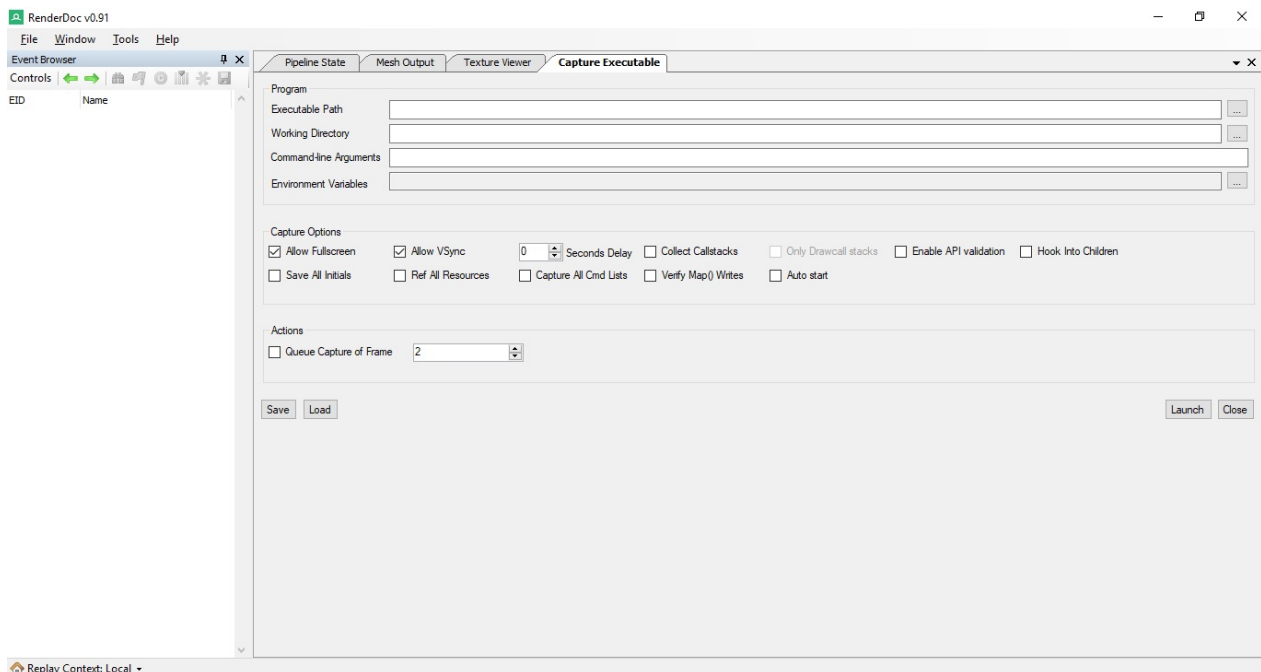 RenderDoc v0.91
File Window Tools Help
Event Browser
Controls
EID Name
Pipeline State Mesh Output Texture Viewer Capture Executable
Program
Executable Path ...
Working Directory ...
Command-line Arguments
Environment Variables ...
Capture Options
Allow Fullscreen Allow VSync 0 Seconds Delay Collect Callstacks Only Drawcall stacks Enable API validation Hook Into Children
Save All Initials Ref All Resources Capture All Cmd Lists Verify Map() Writes Auto start
Actions
Queue Capture of Frame 2
Save Load Launch Close
Replay Context: Local